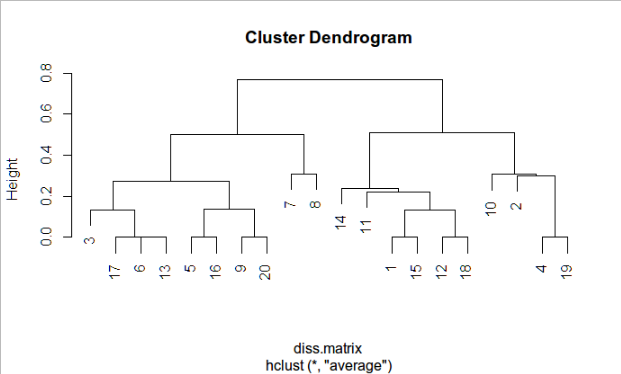 Cluster Dendrogram
Height
0.0 0.2 0.4 0.6 0.8
3 17 6 13 5 16 9 20 7 8 14 11 1 15 12 18 10 2 4 19
diss.matrix
hclust (*, "average")